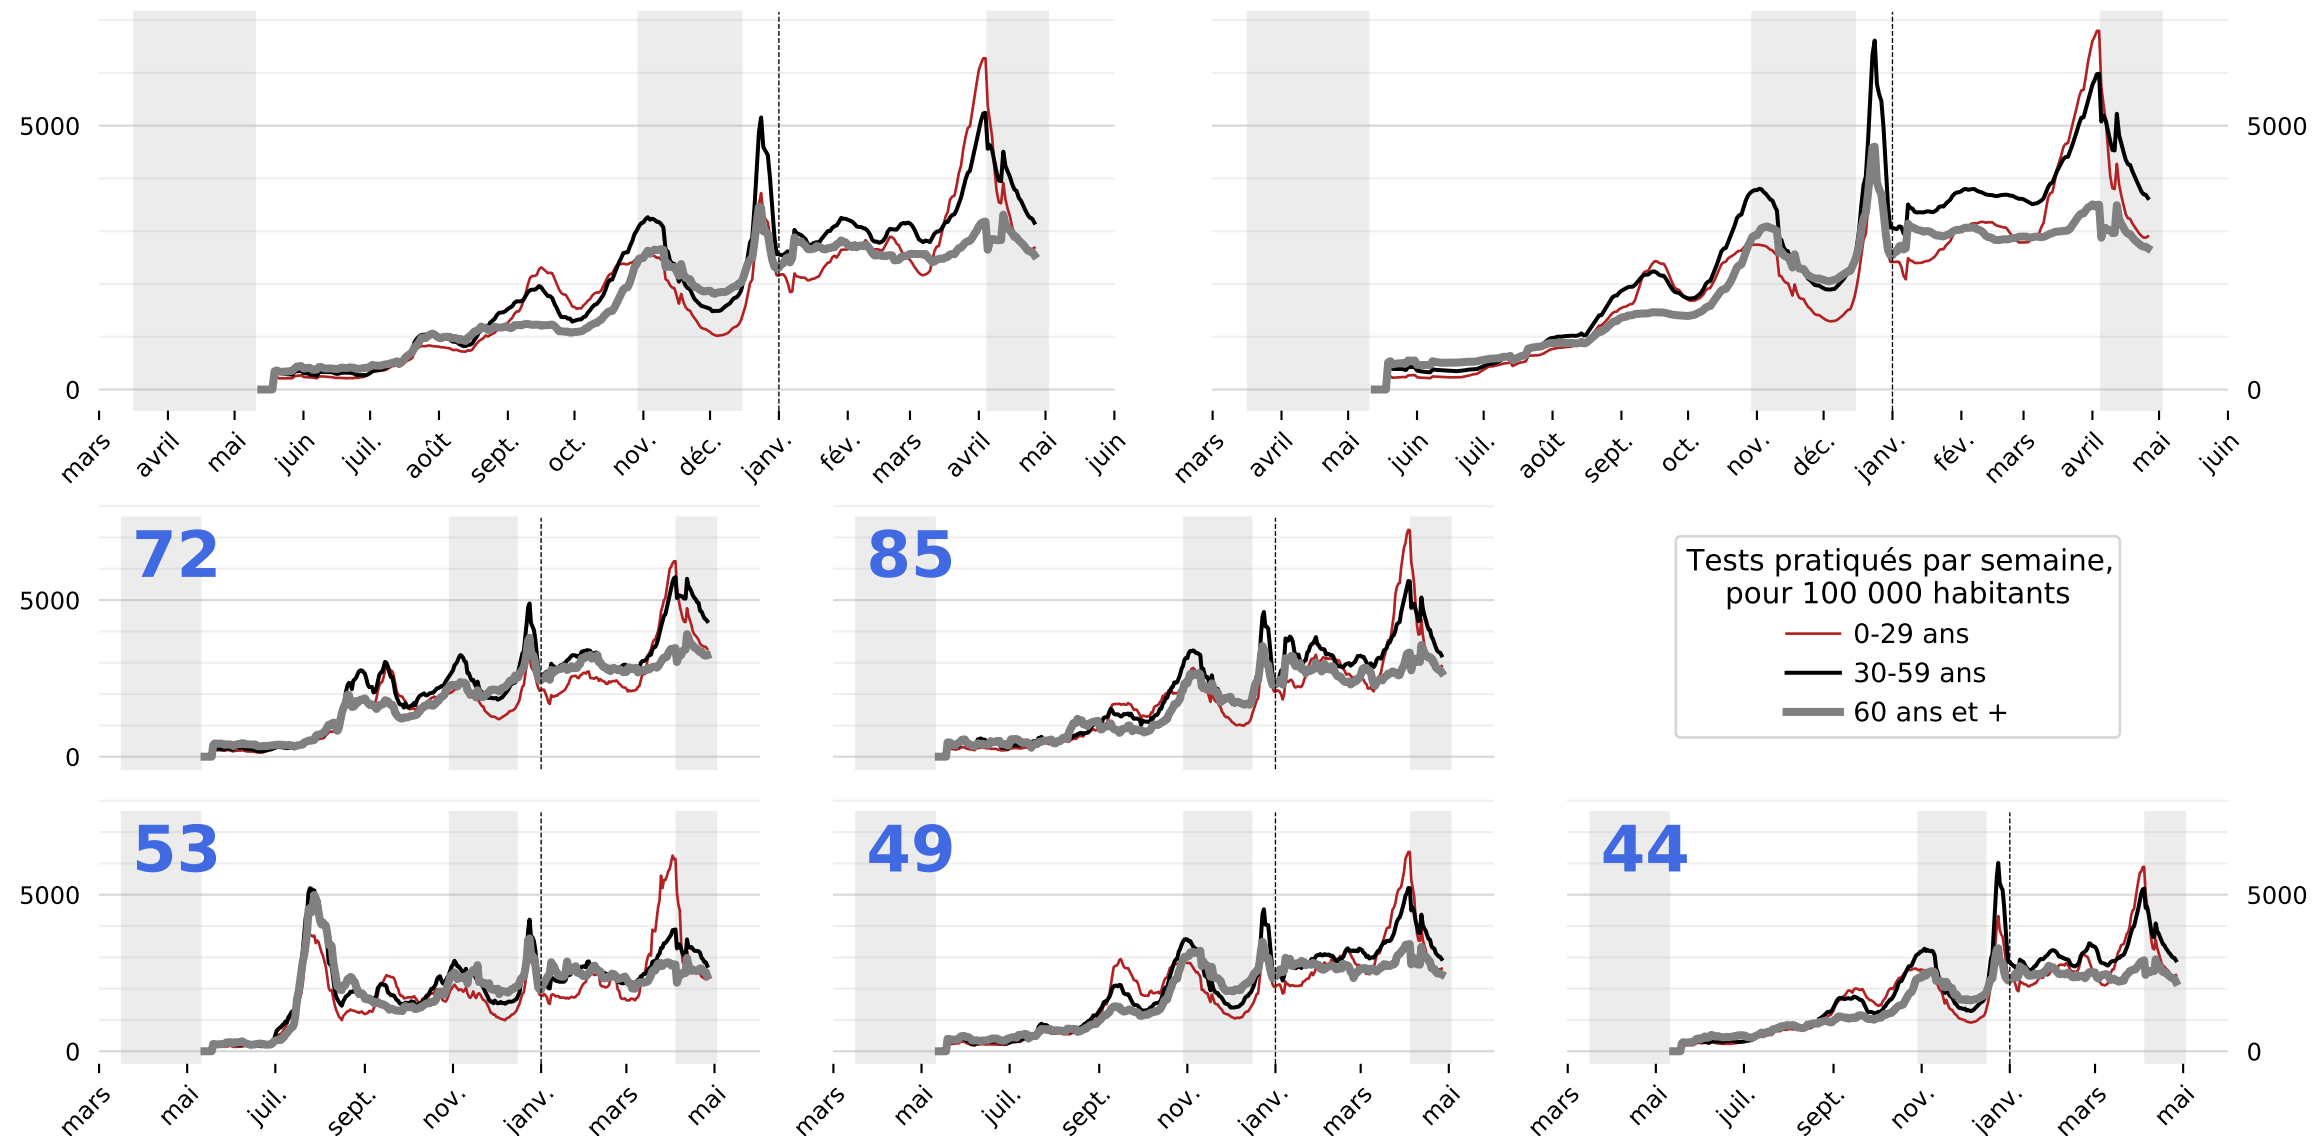 5000
0
mars avril mai juin juil. août sept. oct. nov. déc. janv. fév. mars avril mai juin
5000
0
mars avril mai juin juil. août sept. oct. nov. déc. janv. fév. mars avril mai juin
72
5000
0
85
Tests pratiqués par semaine,
pour 100 000 habitants
0-29 ans
30-59 ans
60 ans et +
53
5000
0
mars mai juil. sept. nov. janv. mars mai
49
mars mai juil. sept. nov. janv. mars mai
44
5000
0
mars mai juil. sept. nov. janv. mars mai